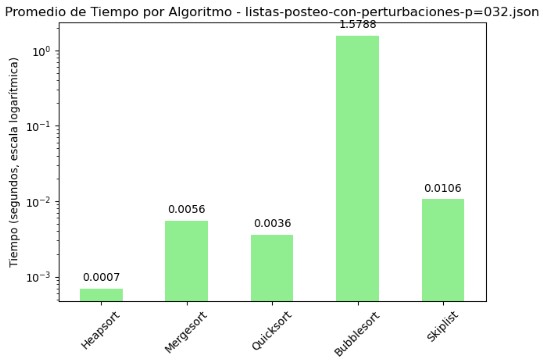 Promedio de Tiempo por Algoritmo - listas-posteo-con-perturbaciones-p=032.json
Tiempo (segundos, escala logarítmica)
10⁰
10⁻¹
10⁻²
10⁻³
0.0007
0.0056
0.0036
1.5788
0.0106
Heapsort
Mergesort
Quicksort
Bubblesort
Skiplist